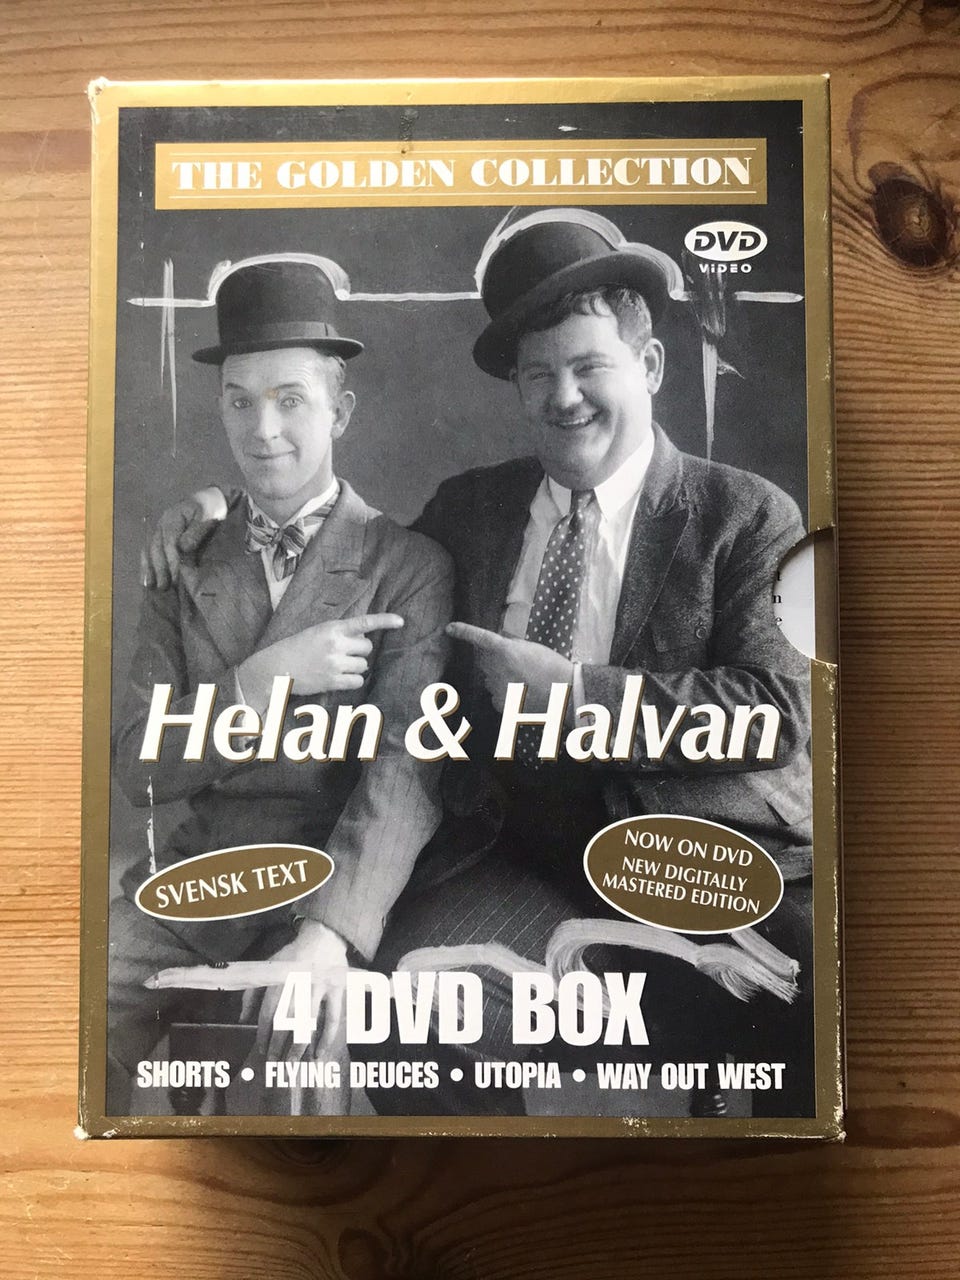 THE GOLDEN COLLECTION
DVD
VIDEO
Helan & Halvan
SVENSK TEXT
NOW ON DVD
NEW DIGITALLY
MASTERED EDITION
4 DVD BOX
SHORTS • FLYING DEUCES • UTOPIA • WAY OUT WEST